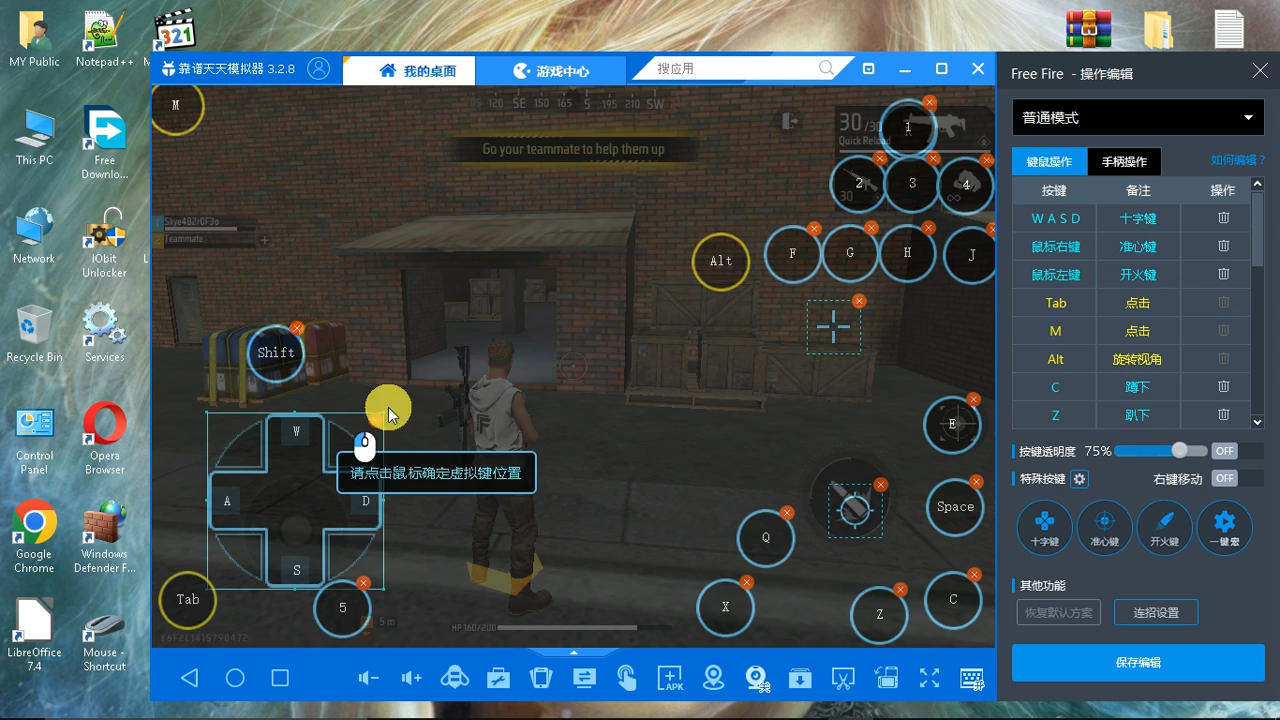 MY Public
Notepad++
321
This PC
Free
Downlo...
Network
IObit
Unlocker
Recycle Bin
Services
Control
Panel
Opera
Browser
Google
Chrome
Windows
Defender F...
LibreOffice
7.4
Mouse -
Shortcut
靠谱天天模拟器 3.2.8
我的桌面
游戏中心
搜应用
M
120 SE 150 165 S 195 210 SW
Go your teammate to help them up
30/30
Quick Reload
1
2
3
4
30
Skye482r0F3o
Teammate
Alt
F
G
H
J
Shift
W
A
D
S
请点击鼠标确定虚拟键位置
E
Space
Q
X
Z
C
Tab
5
5 m
HP 160/200
APK
Free Fire - 操作编辑
普通模式
键鼠操作
手柄操作
如何编辑 ?
按键 备注 操作
W A S D 十字键
鼠标右键 准心键
鼠标左键 开火键
Tab 点击
M 点击
Alt 旋转视角
C 蹲下
Z 趴下
按键透明度 75% OFF
特殊按键 右键移动 OFF
十字键 准心键 开火键 一键宏
其他功能
恢复默认方案
连招设置
保存编辑